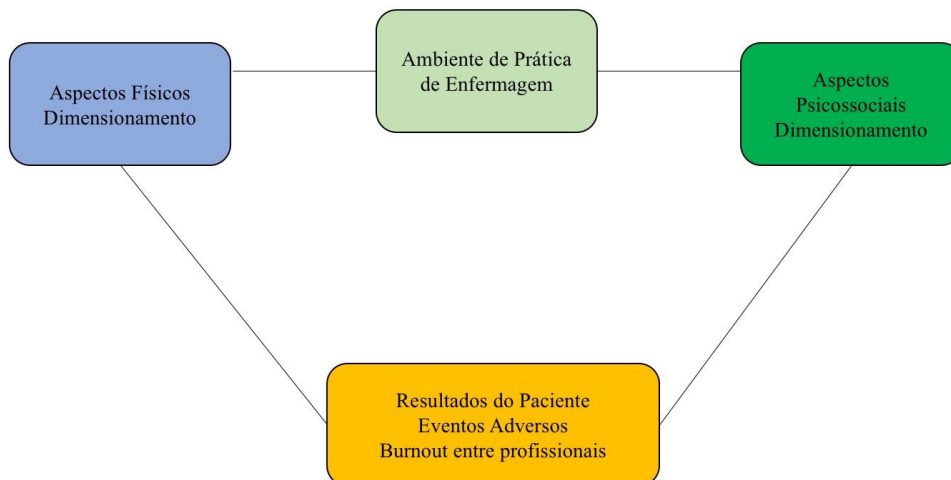 Ambiente de Prática
de Enfermagem
Aspectos Físicos
Dimensionamento
Aspectos
Psicossociais
Dimensionamento
Resultados do Paciente
Eventos Adversos
Burnout entre profissionais